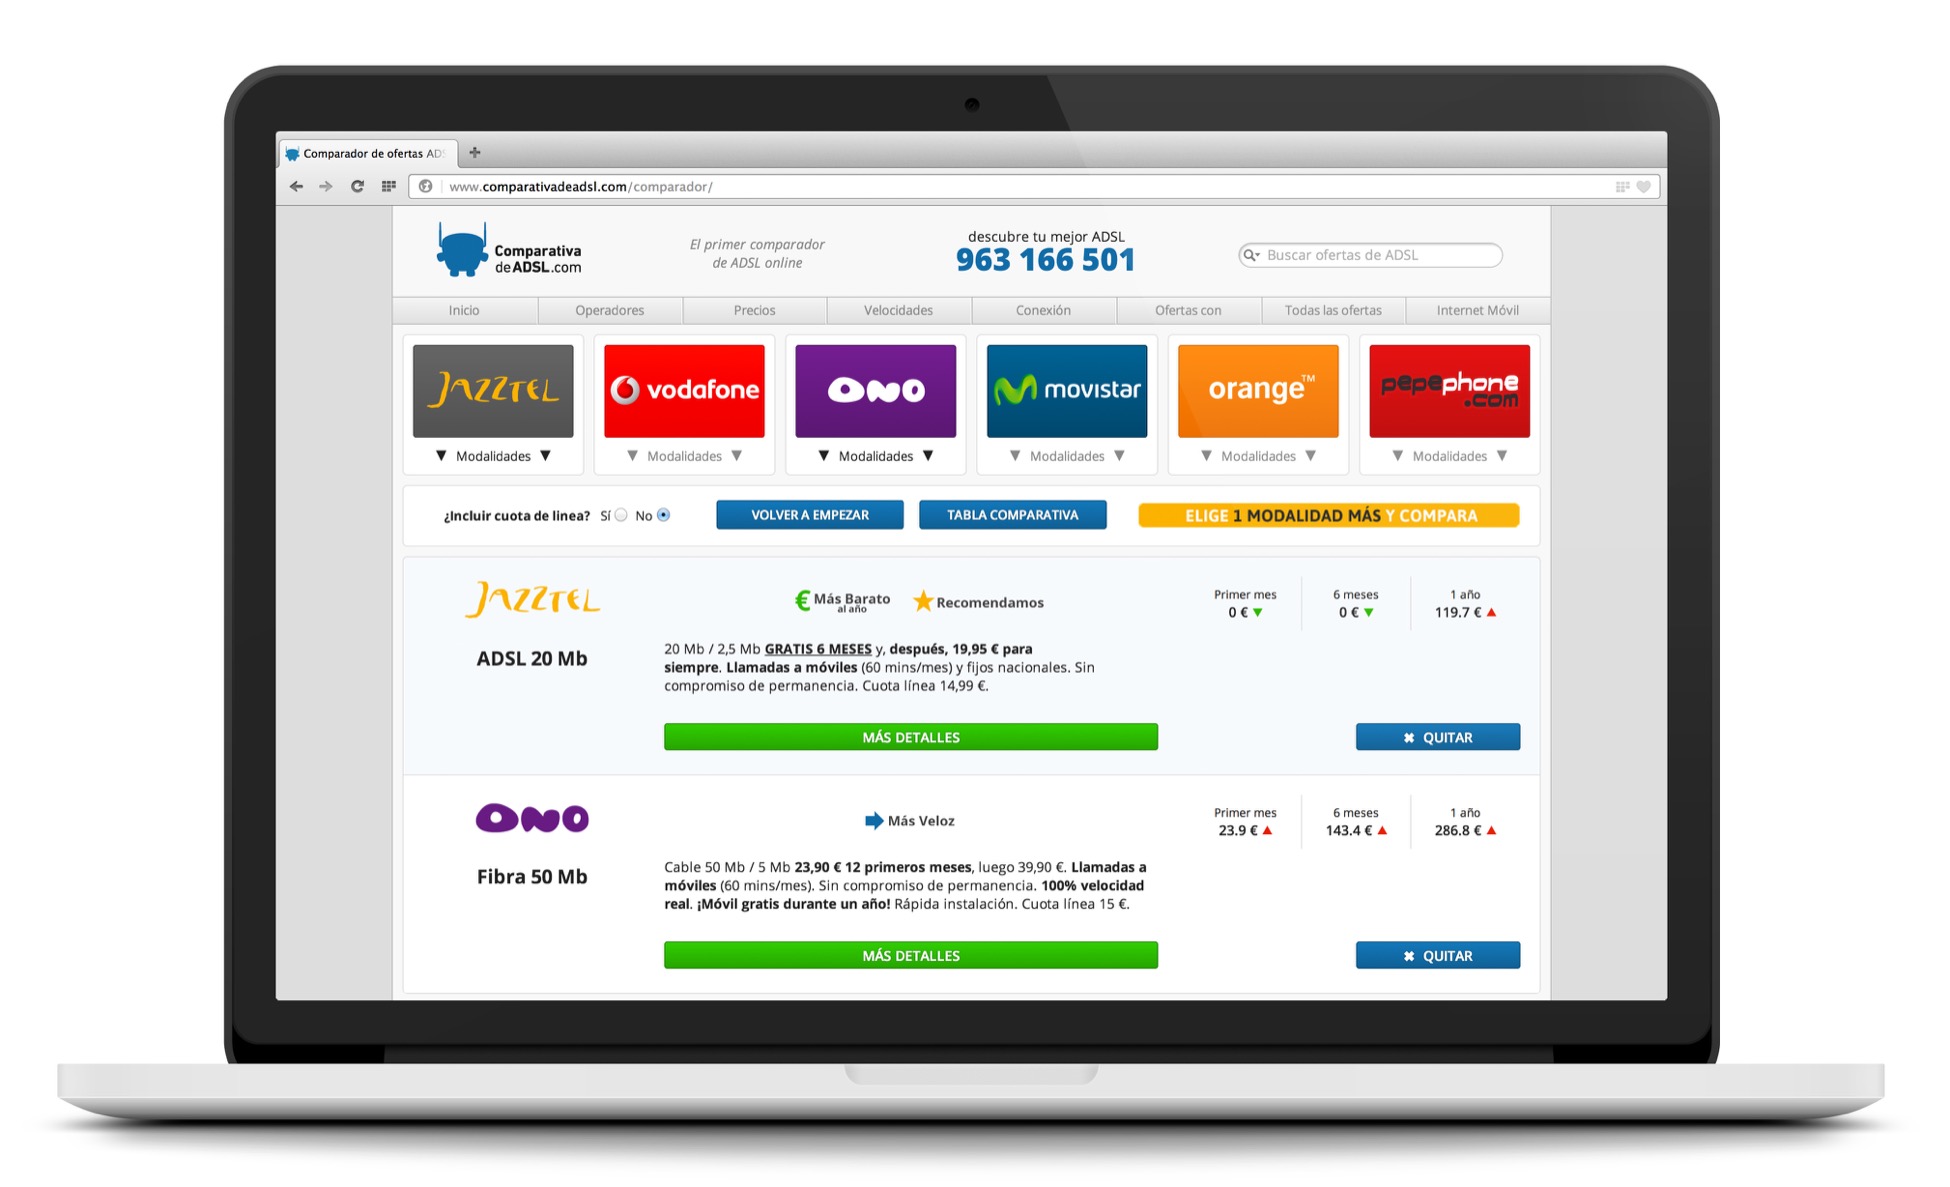 Comparador de ofertas ADS
www.comparativadeadsl.com/comparador/
Comparativa
deADSL.com
El primer comparador
de ADSL online
descubre tu mejor ADSL
963 166 501
Buscar ofertas de ADSL
Inicio
Operadores
Precios
Velocidades
Conexión
Ofertas con
Todas las ofertas
Internet Móvil
JAZZTEL
vodafone
ONO
movistar
orange™
pepephone
.com
▼ Modalidades ▼
▼ Modalidades ▼
▼ Modalidades ▼
▼ Modalidades ▼
▼ Modalidades ▼
▼ Modalidades ▼
¿Incluir cuota de linea? Sí No
VOLVER A EMPEZAR
TABLA COMPARATIVA
ELIGE 1 MODALIDAD MÁS Y COMPARA
JAZZTEL
ADSL 20 Mb
€ Más Barato
al año
Recomendamos
Primer mes
0 € ▼
6 meses
0 € ▼
1 año
119.7 € ▲
20 Mb / 2,5 Mb GRATIS 6 MESES y, después, 19,95 € para
siempre. Llamadas a móviles (60 mins/mes) y fijos nacionales. Sin
compromiso de permanencia. Cuota línea 14,99 €.
MÁS DETALLES
✖ QUITAR
ONO
Fibra 50 Mb
Más Veloz
Primer mes
23.9 € ▲
6 meses
143.4 € ▲
1 año
286.8 € ▲
Cable 50 Mb / 5 Mb 23,90 € 12 primeros meses, luego 39,90 €. Llamadas a
móviles (60 mins/mes). Sin compromiso de permanencia. 100% velocidad
real. ¡Móvil gratis durante un año! Rápida instalación. Cuota línea 15 €.
MÁS DETALLES
✖ QUITAR